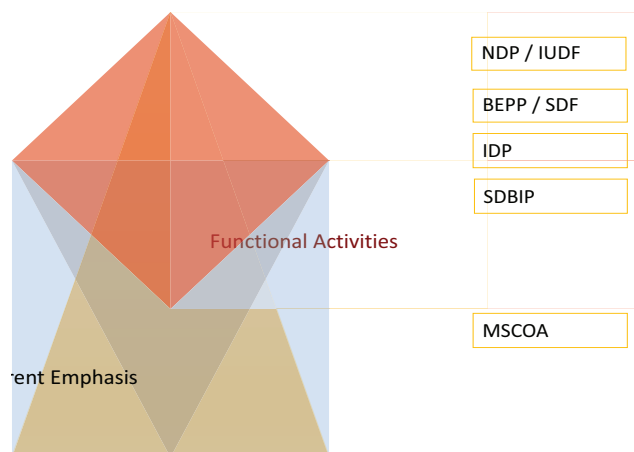 NDP / IUDF
BEPP / SDF
IDP
SDBIP
Functional Activities
MSCOA
rent Emphasis